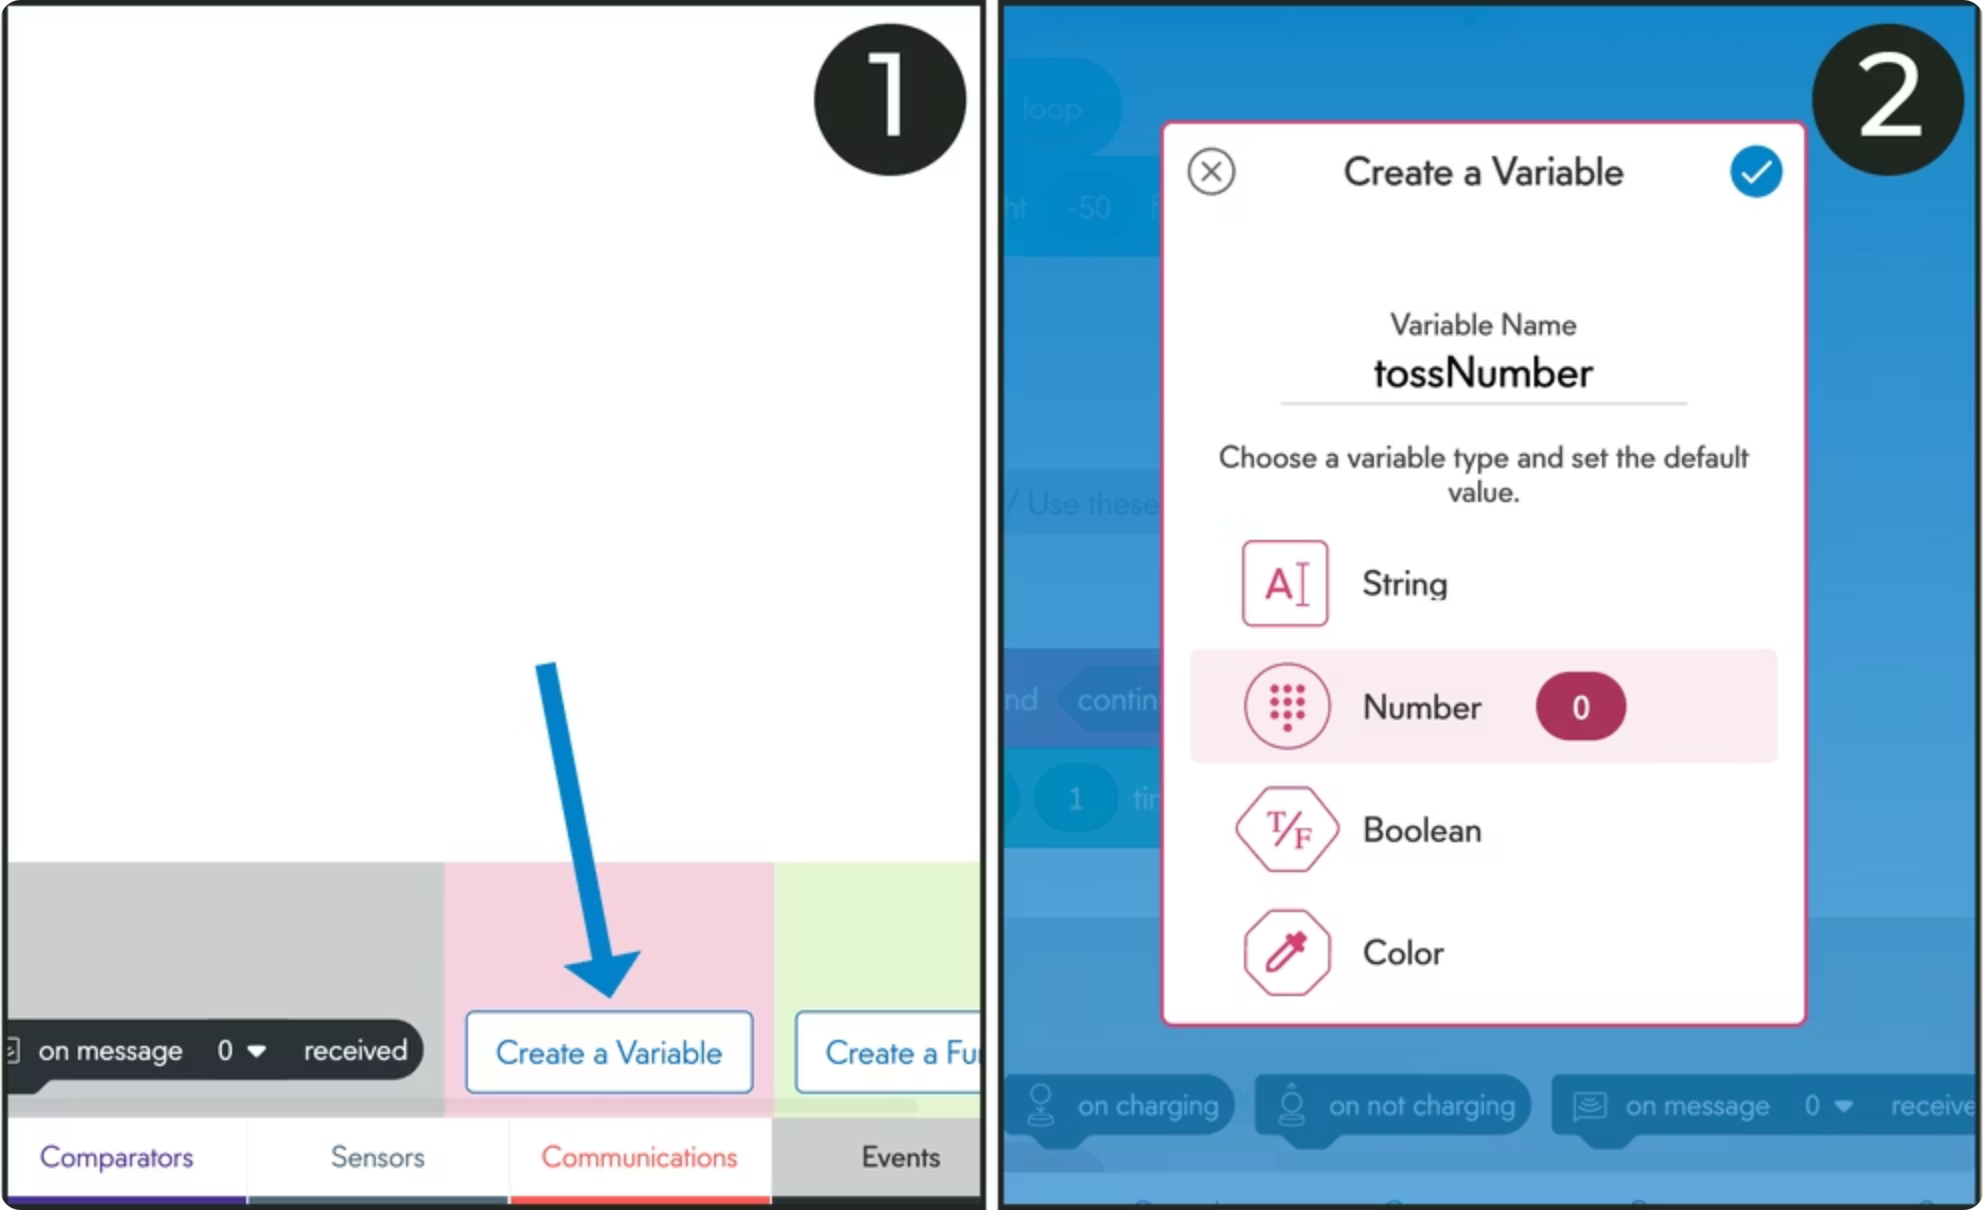 1
on message 0 received
Create a Variable
Create a Fu
Comparators
Sensors
Communications
Events
2
loop
-50
Create a Variable
Variable Name
tossNumber
Choose a variable type and set the default
value.
/ Use these
String
Number 0
nd contin
Boolean
1 tin
Color
on charging
on not charging
on message 0 receive